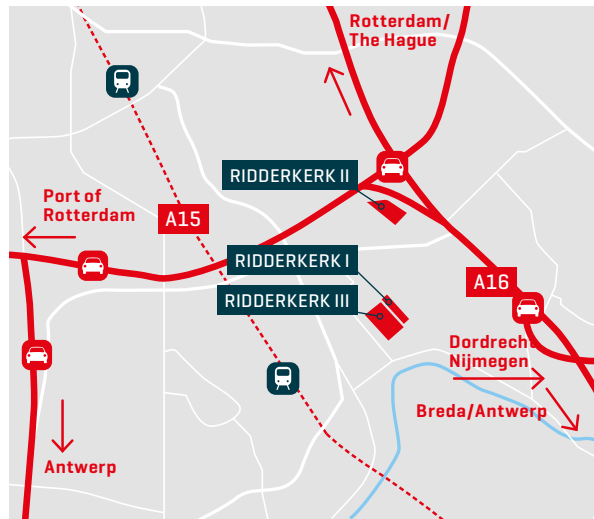 Rotterdam/
The Hague
RIDDERKERK II
Port of
Rotterdam
A15
RIDDERKERK I
A16
RIDDERKERK III
Dordrecht
Nijmegen
Breda/Antwerp
Antwerp